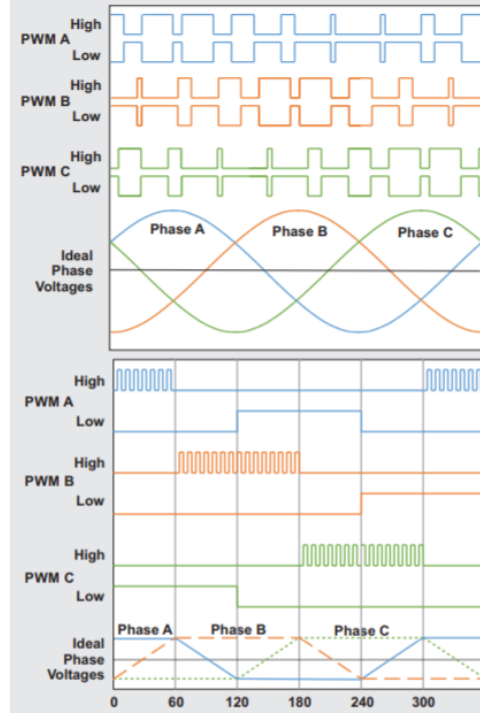 High
PWM A
Low
High
PWM B
Low
High
PWM C
Low
Phase A Phase B Phase C
Ideal
Phase
Voltages
High
PWM A
Low
High
PWM B
Low
High
PWM C
Low
Phase A Phase B Phase C
Ideal
Phase
Voltages
0 60 120 180 240 300